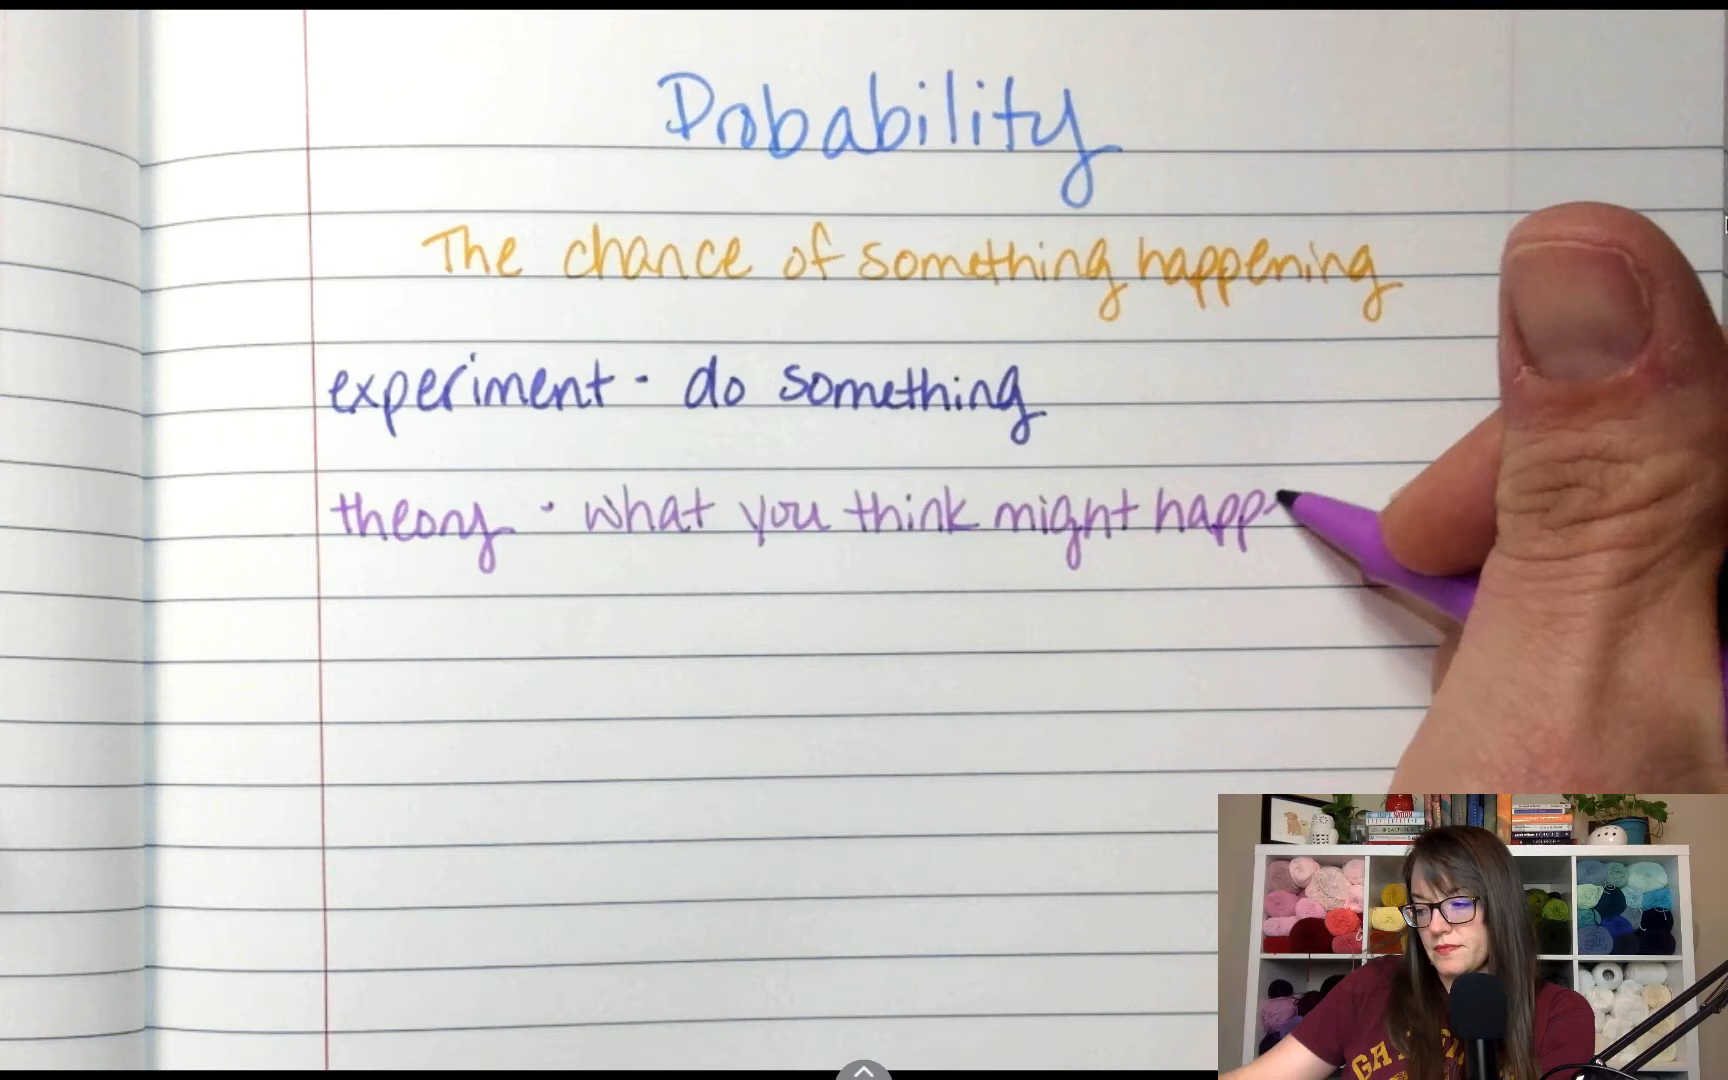 Probability
The chance of something happening
experiment - do something
theory - what you think might happ